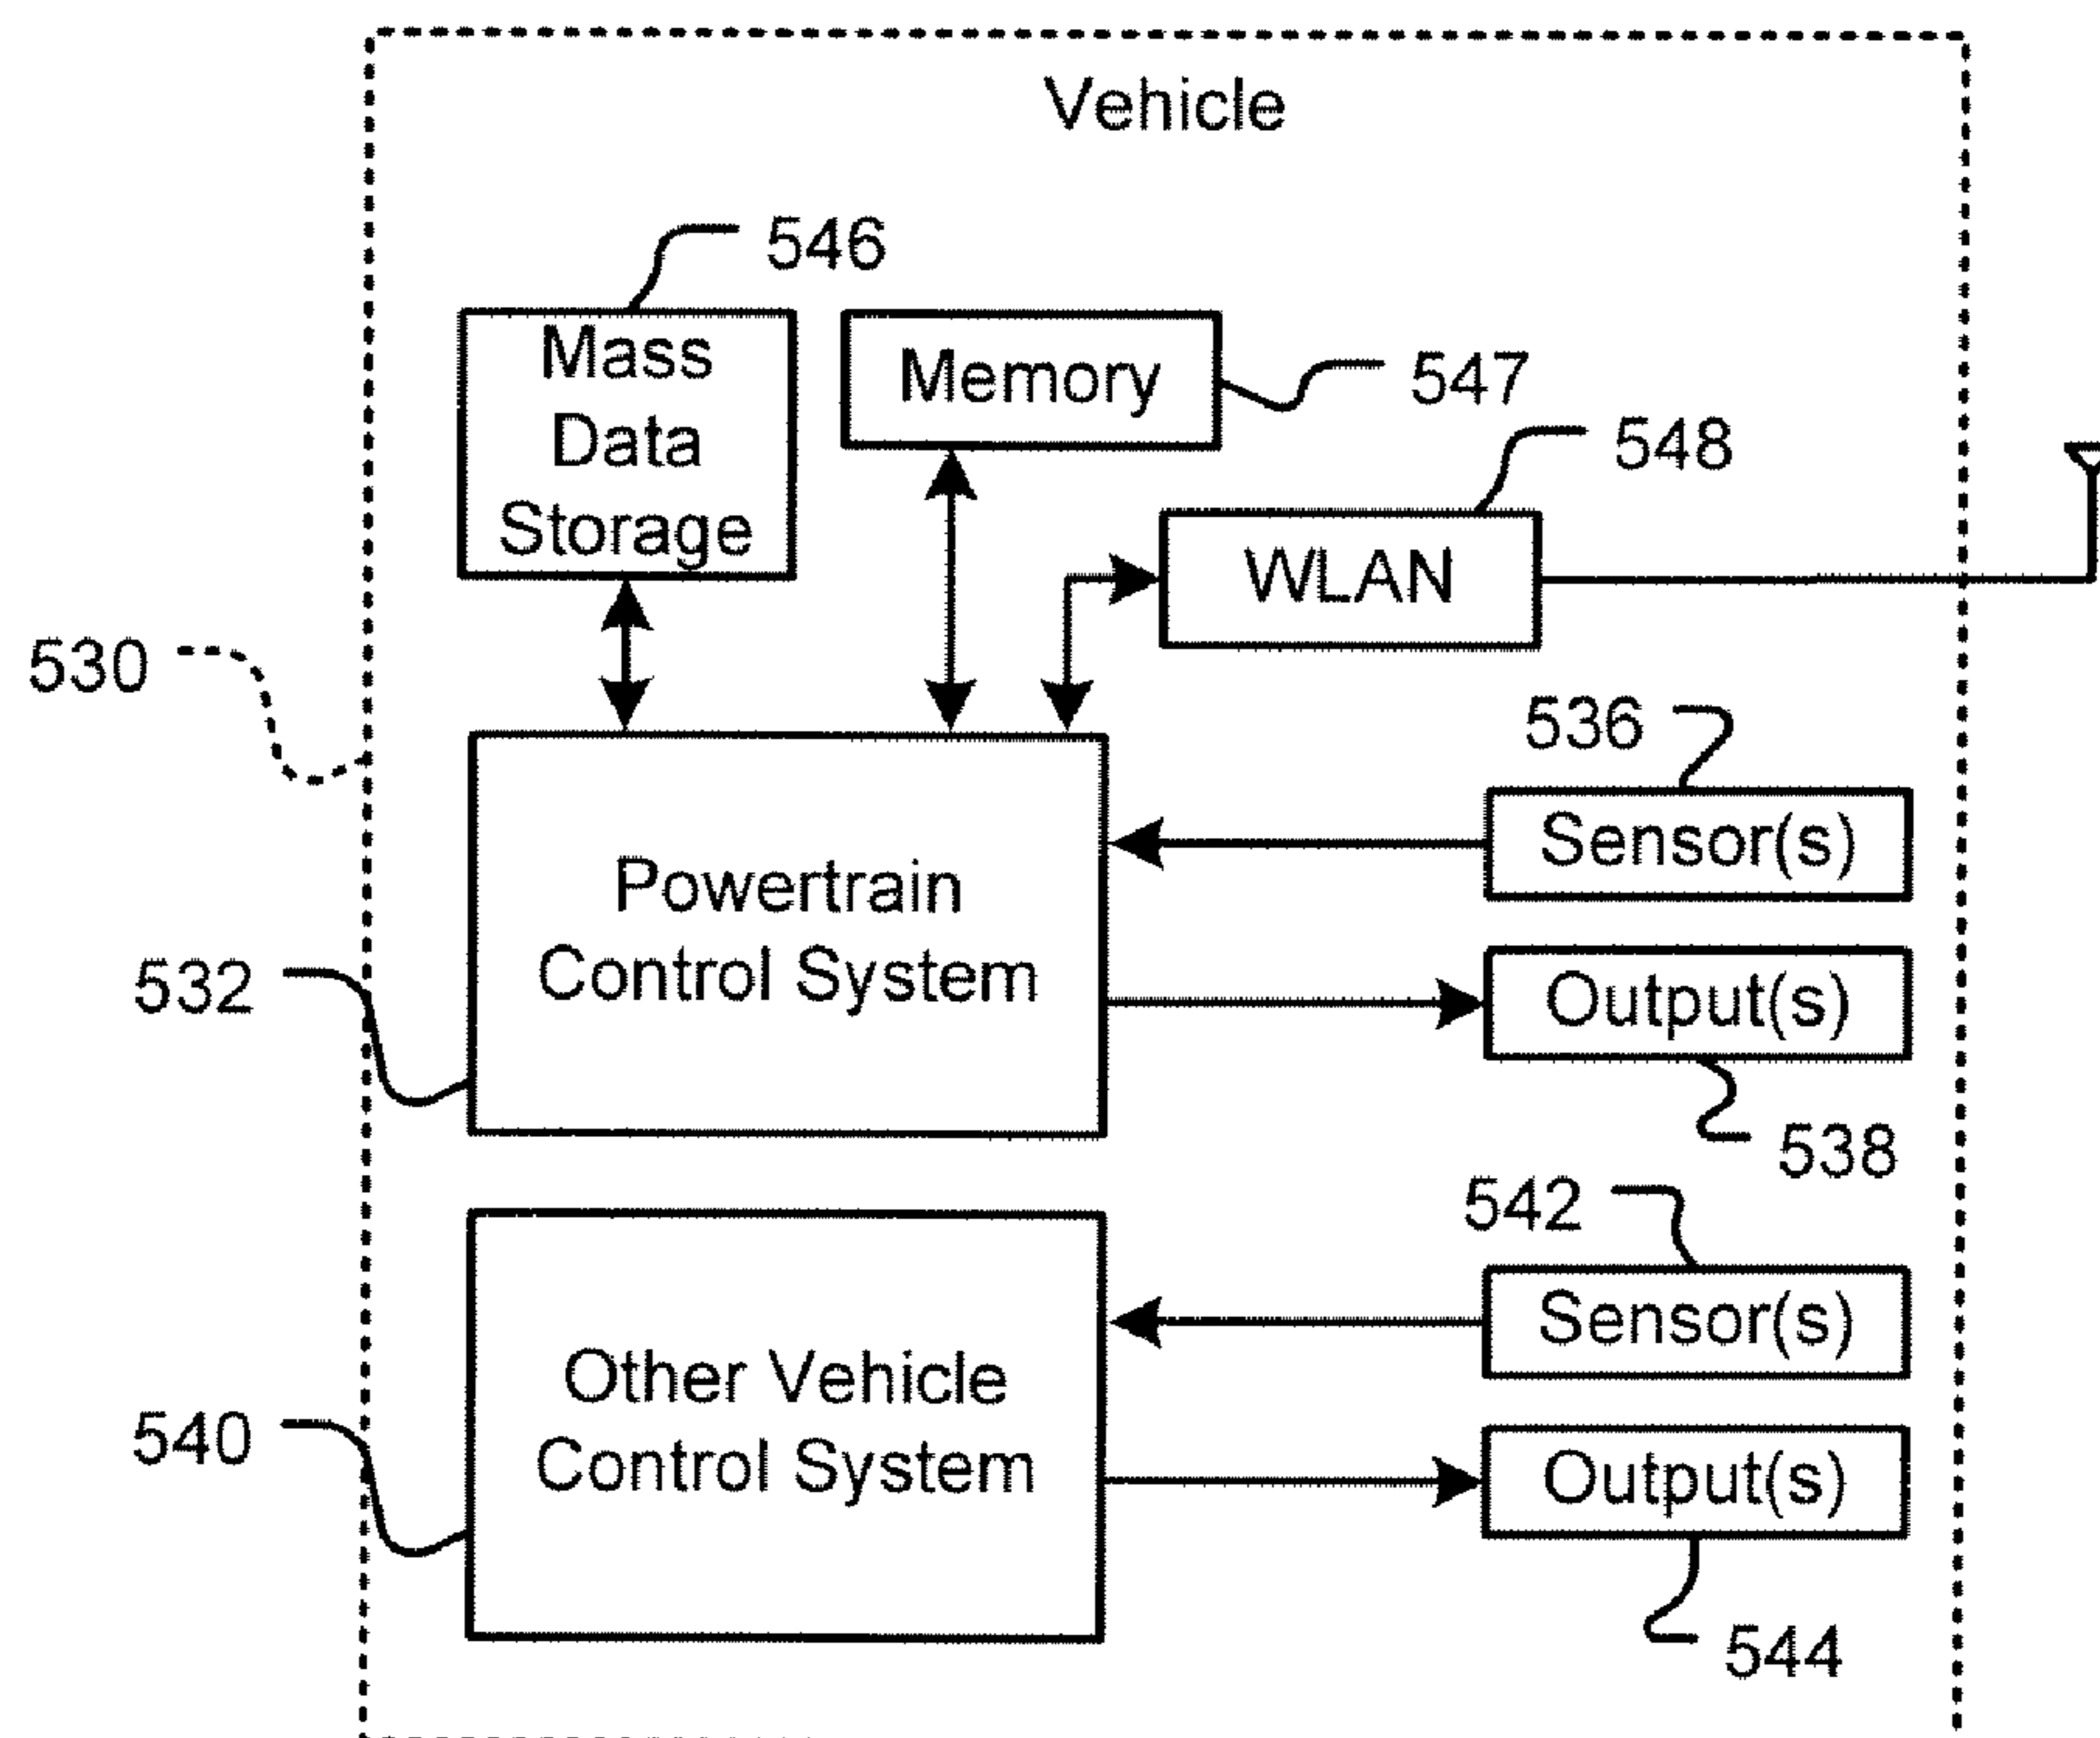 Vehicle
546
Mass
Data
Storage
Memory
547
548
WLAN
530
536
Sensor(s)
Powertrain
Control System
532
Output(s)
538
542
Sensor(s)
Other Vehicle
Control System
540
Output(s)
544